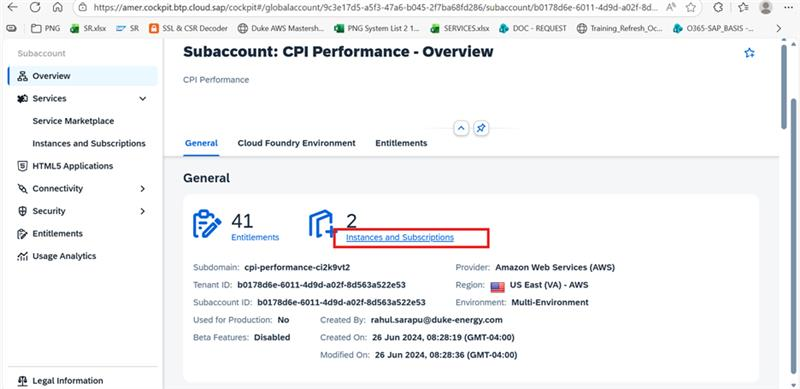 https://amer.cockpit.btp.cloud.sap/cockpit#/globalaccount/9c3e17d5-a5f3-47a6-b045-2f7ba68fd286/subaccount/b0178d6e-6011-4d9d-a02f-8d...
PNG
SR.xlsx
SR
SSL & CSR Decoder
Duke AWS Mastersh...
PNG System List 2 1...
SERVICES.xlsx
DOC - REQUEST
Training_Refresh_Oc...
O365-SAP_BASIS -...
Subaccount
Overview
Services
Service Marketplace
Instances and Subscriptions
HTML5 Applications
Connectivity
Security
Entitlements
Usage Analytics
Legal Information
Subaccount: CPI Performance - Overview
CPI Performance
General
Cloud Foundry Environment
Entitlements
General
41
Entitlements
2
Instances and Subscriptions
Subdomain: cpi-performance-ci2k9vt2
Tenant ID: b0178d6e-6011-4d9d-a02f-8d563a522e53
Subaccount ID: b0178d6e-6011-4d9d-a02f-8d563a522e53
Provider: Amazon Web Services (AWS)
Region: US East (VA) - AWS
Environment: Multi-Environment
Used for Production: No
Beta Features: Disabled
Created By: rahul.sarapu@duke-energy.com
Created On: 26 Jun 2024, 08:28:19 (GMT-04:00)
Modified On: 26 Jun 2024, 08:28:36 (GMT-04:00)